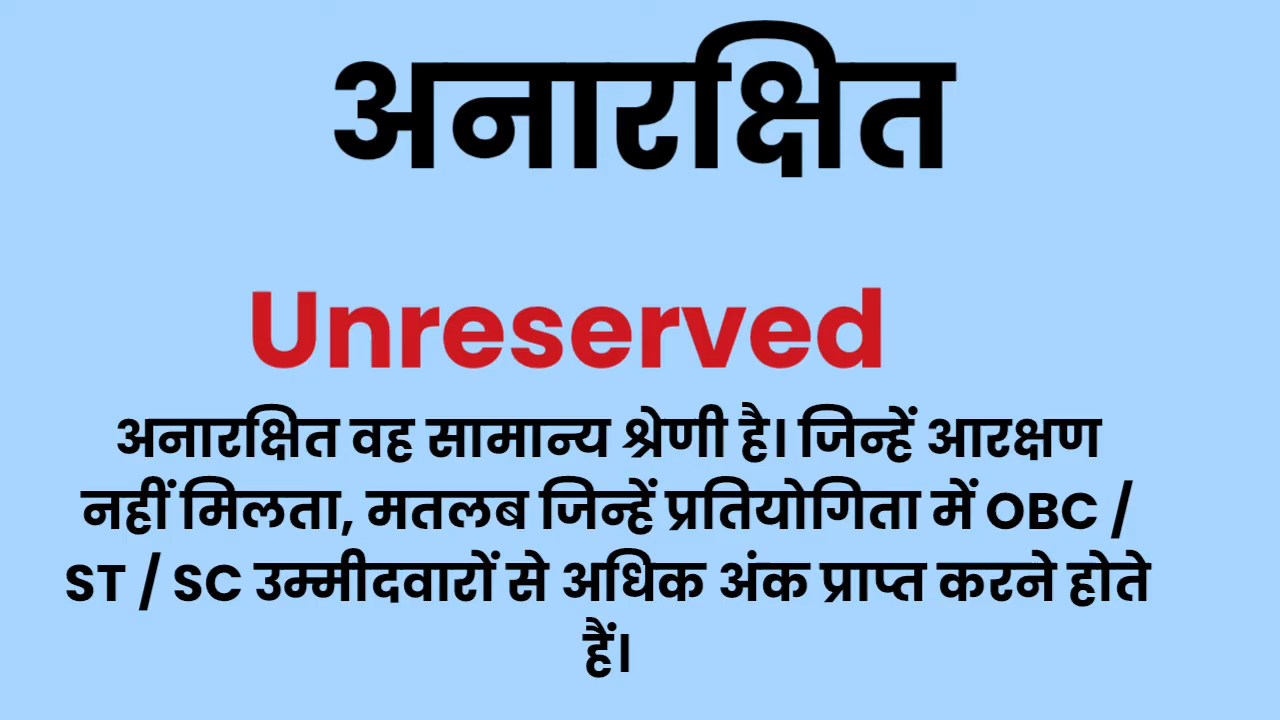 अनारक्षित
Unreserved
अनारक्षित वह सामान्य श्रेणी है। जिन्हें आरक्षण
नहीं मिलता, मतलब जिन्हें प्रतियोगिता में OBC /
ST / SC उम्मीदवारों से अधिक अंक प्राप्त करने होते
हैं।